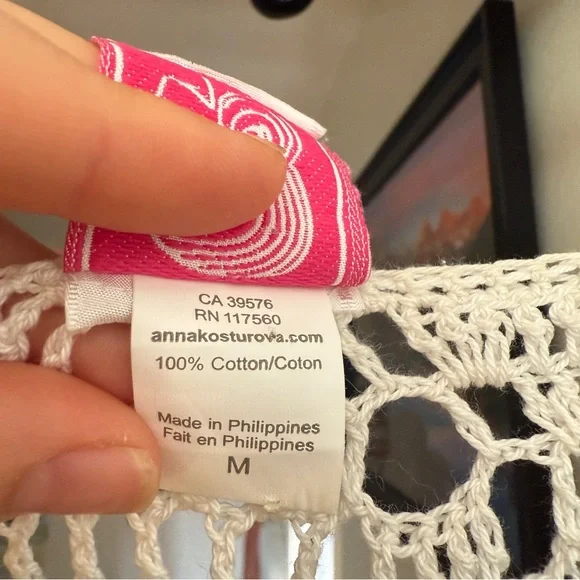 CA 39576
RN 117560
annakosturova.com
100% Cotton/Coton
Made in Philippines
Fait en Philippines
M